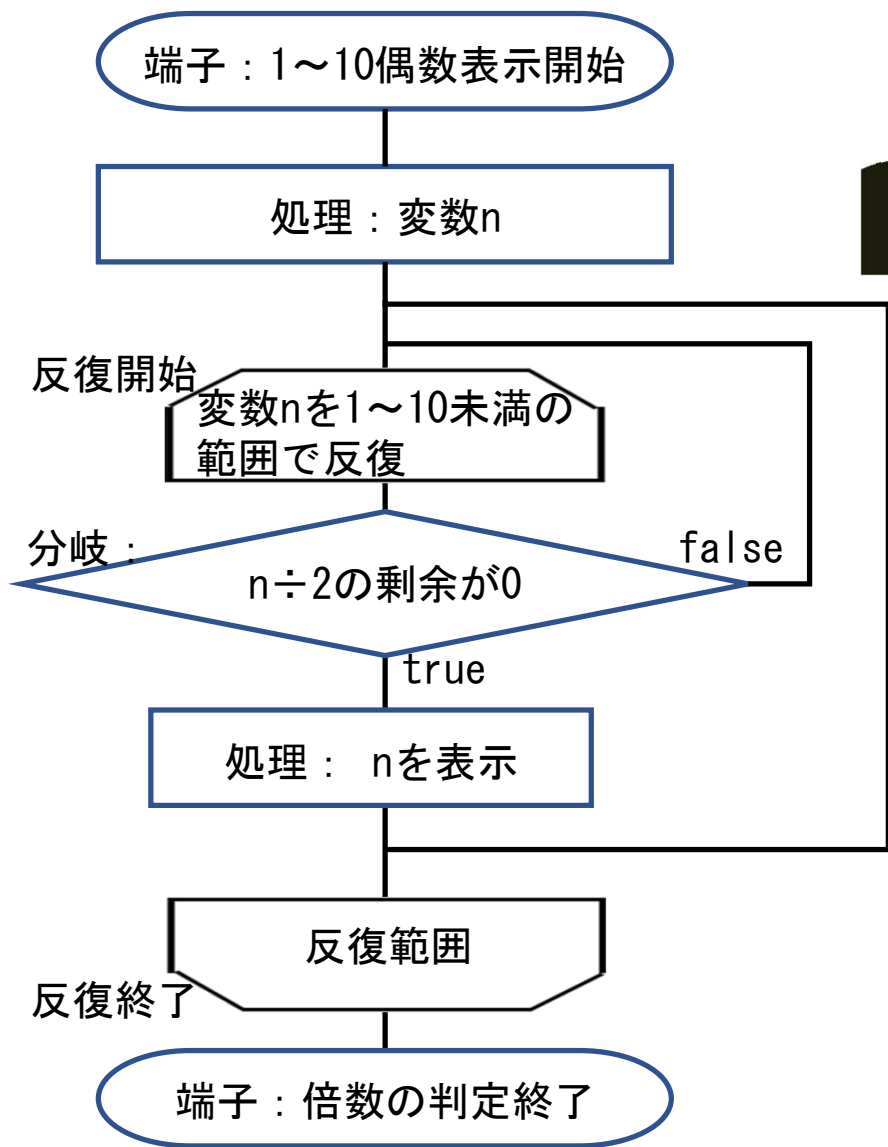 端子：1～10偶数表示開始
処理：変数n
反復開始
変数nを1～10未満の
範囲で反復
分岐：
false
n÷2の剰余が0
true
処理： nを表示
反復範囲
反復終了
端子：倍数の判定終了